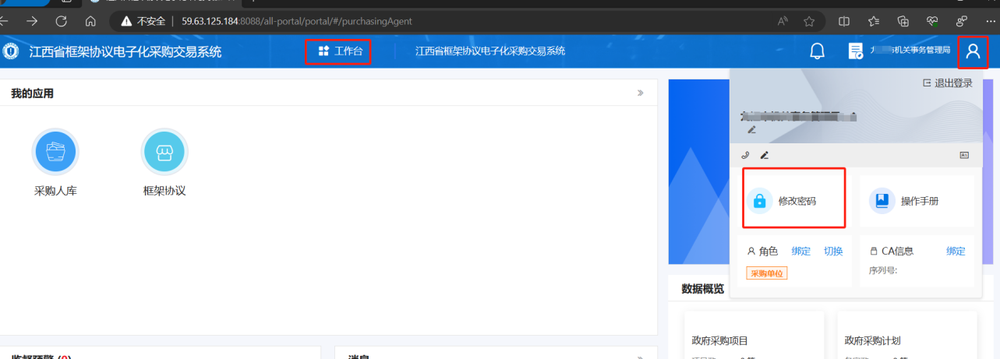 不安全 59.63.125.184:8088/all-portal/portal/#/purchasingAgent
江西省框架协议电子化采购交易系统 工作台 江西省框架协议电子化采购交易系统 机关事务管理局
我的应用
退出登录
采购人库 框架协议
修改密码 操作手册
角色 绑定 切换 CA信息 绑定
采购单位 序列号:
数据概览
政府采购项目 政府采购计划